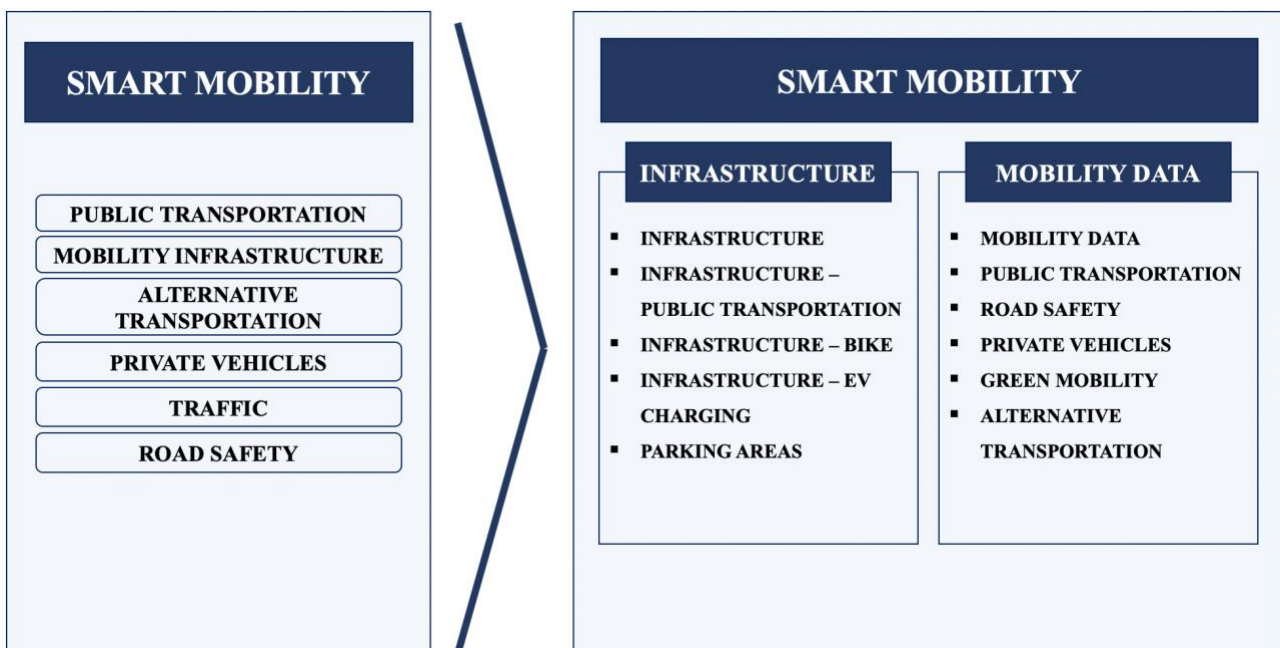 SMART MOBILITY
PUBLIC TRANSPORTATION
MOBILITY INFRASTRUCTURE
ALTERNATIVE
TRANSPORTATION
PRIVATE VEHICLES
TRAFFIC
ROAD SAFETY
SMART MOBILITY
INFRASTRUCTURE
▪ INFRASTRUCTURE
▪ INFRASTRUCTURE –
PUBLIC TRANSPORTATION
▪ INFRASTRUCTURE – BIKE
▪ INFRASTRUCTURE – EV
CHARGING
▪ PARKING AREAS
MOBILITY DATA
▪ MOBILITY DATA
▪ PUBLIC TRANSPORTATION
▪ ROAD SAFETY
▪ PRIVATE VEHICLES
▪ GREEN MOBILITY
▪ ALTERNATIVE
TRANSPORTATION